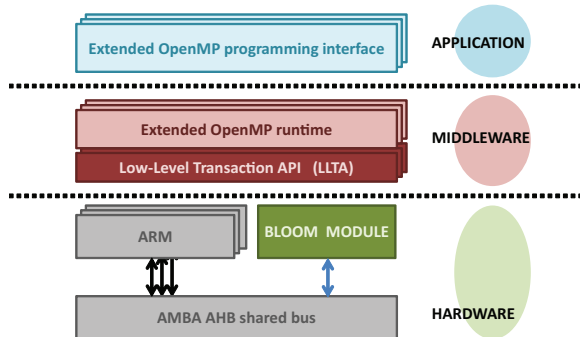 Extended OpenMP programming interface
APPLICATION
Extended OpenMP runtime
MIDDLEWARE
Low-Level Transaction API (LLTA)
ARM
BLOOM MODULE
AMBA AHB shared bus
HARDWARE